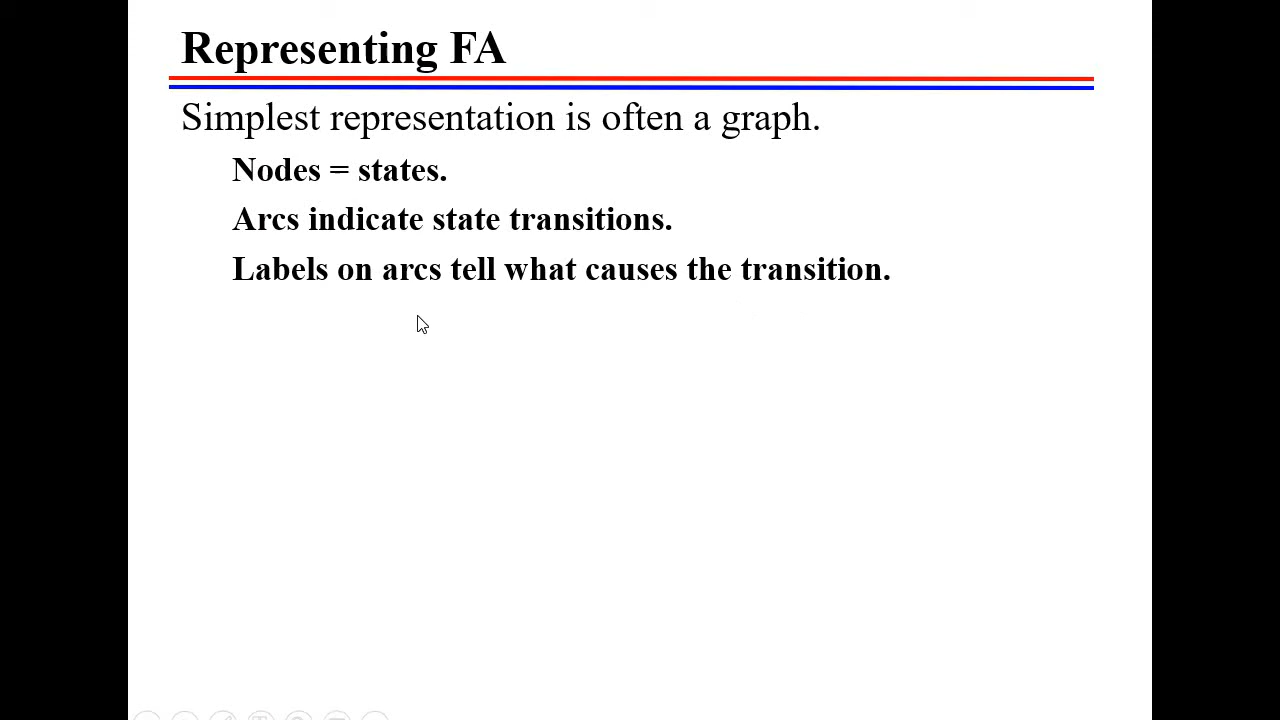 Representing FA
Simplest representation is often a graph.
Nodes = states.
Arcs indicate state transitions.
Labels on arcs tell what causes the transition.